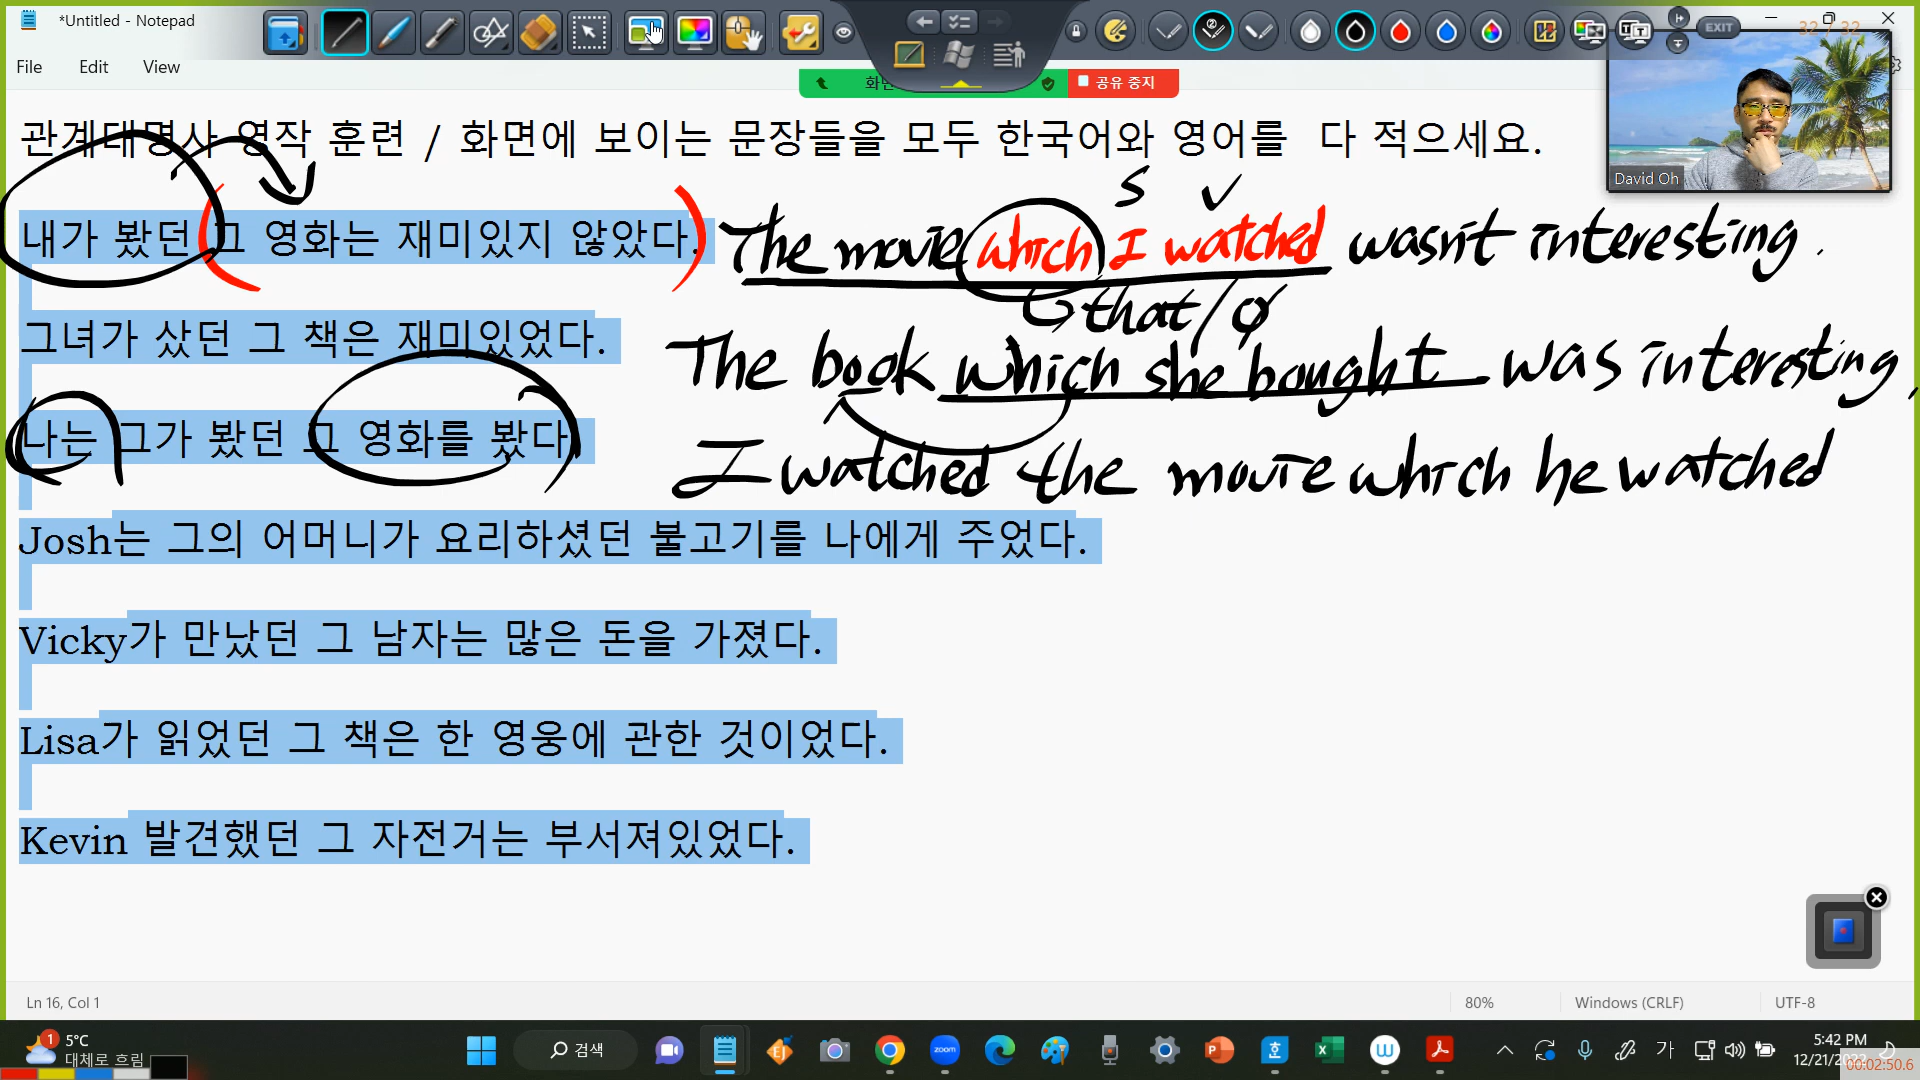 *Untitled - Notepad
EXIT
32 / 32
File Edit View
공유 중지
David Oh
관계대명사 영작 훈련 / 화면에 보이는 문장들을 모두 한국어와 영어를 다 적으세요.
S V
내가 봤던 그 영화는 재미있지 않았다. The movie which I watched wasn't interesting.
that/
그녀가 샀던 그 책은 재미있었다. The book which she bought was interesting.
나는 그가 봤던 그 영화를 봤다. I watched the movie which he watched
Josh는 그의 어머니가 요리하셨던 불고기를 나에게 주었다.
Vicky가 만났던 그 남자는 많은 돈을 가졌다.
Lisa가 읽었던 그 책은 한 영웅에 관한 것이었다.
Kevin 발견했던 그 자전거는 부서져있었다.
Ln 16, Col 1 80% Windows (CRLF) UTF-8
1 5°C
대체로 흐림
검색
zoom
가
5:42 PM
00:02:50.6